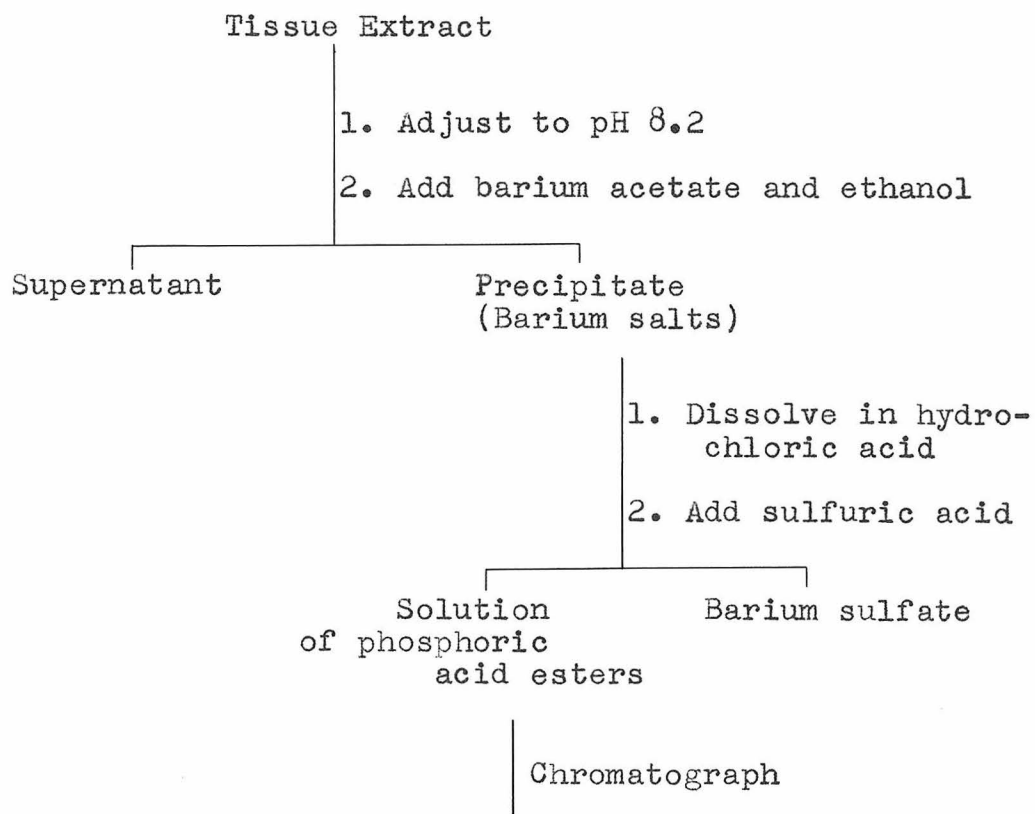 Tissue Extract
1. Adjust to pH 8.2
2. Add barium acetate and ethanol
Supernatant
Precipitate
(Barium salts)
1. Dissolve in hydro-
chloric acid
2. Add sulfuric acid
Solution
of phosphoric
acid esters
Barium sulfate
Chromatograph